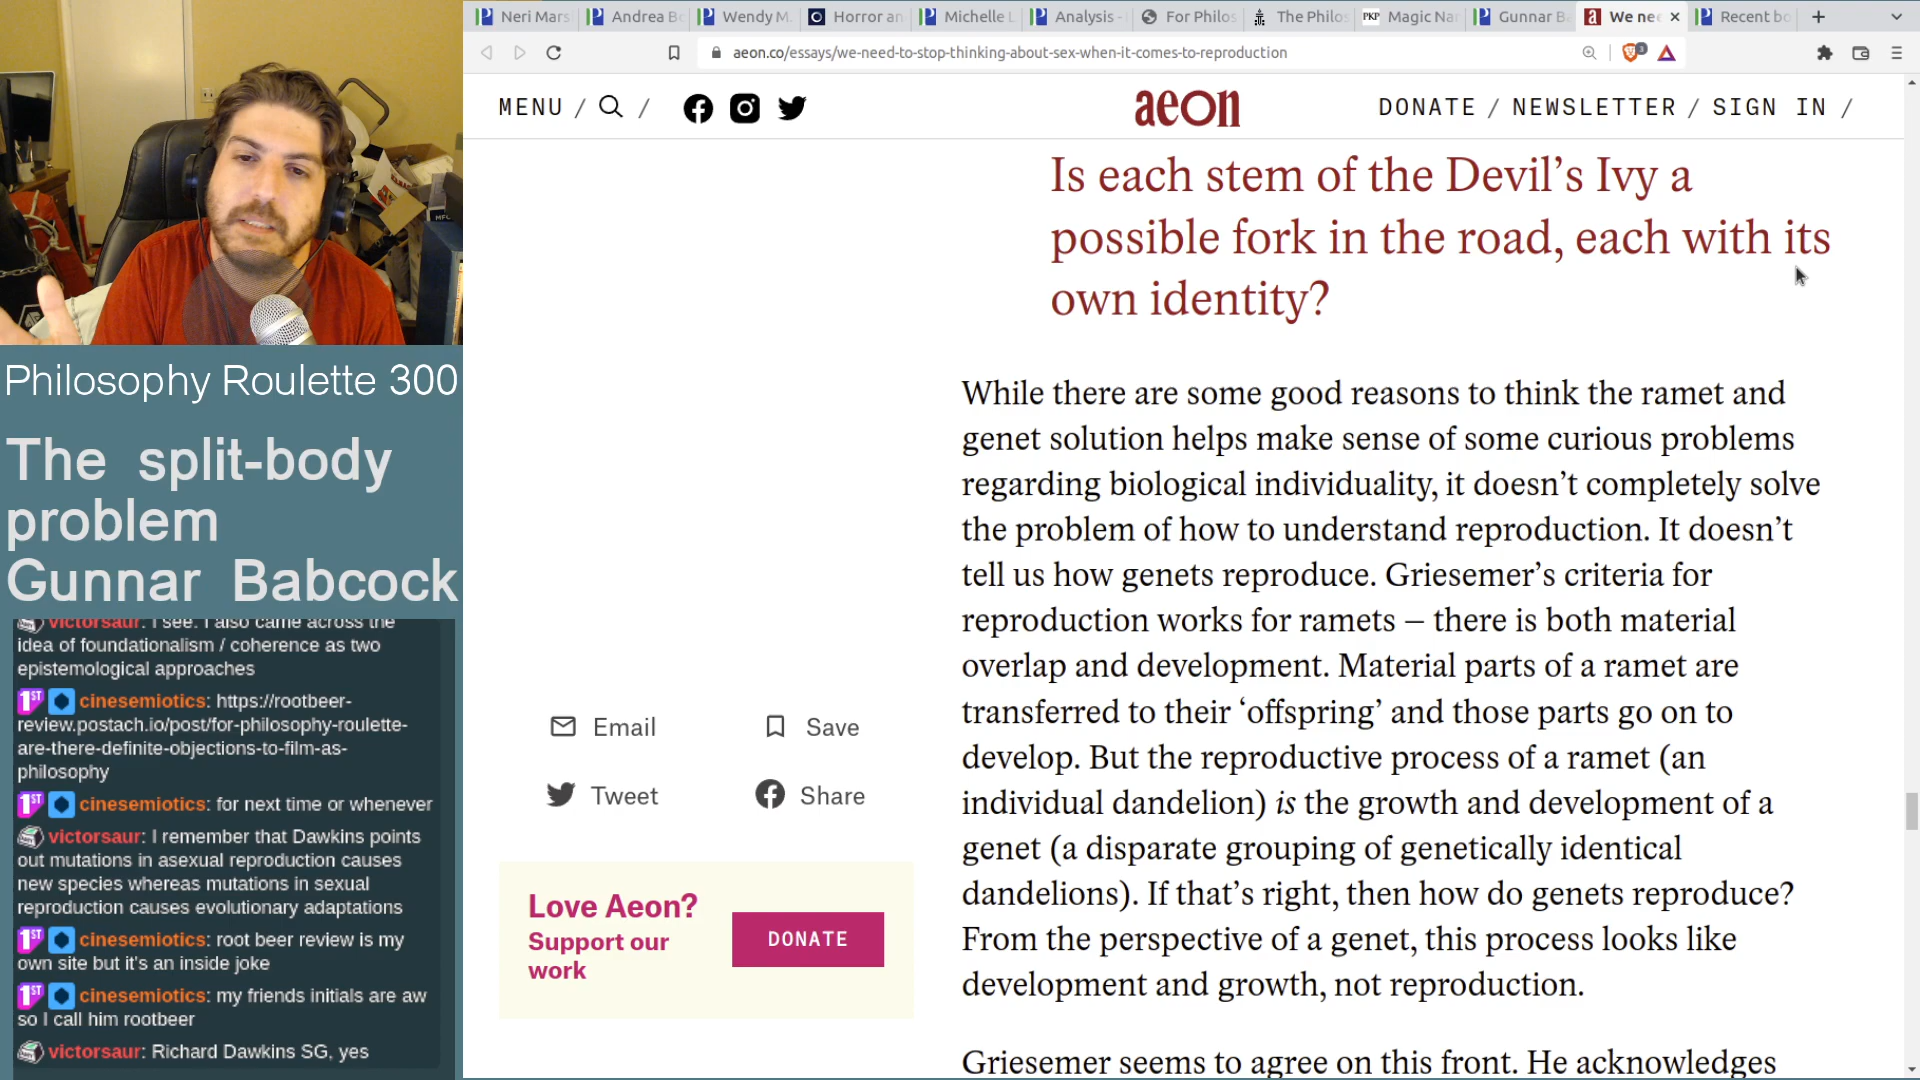 Neri Mars
Andrea B
Wendy M.
Horror an
Michelle L
Analysis -
For Philos
The Philos
PKP Magic Na
Gunnar B
We nee
Recent bo
aeon.co/essays/we-need-to-stop-thinking-about-sex-when-it-comes-to-reproduction
MENU /
/
aeon
DONATE / NEWSLETTER / SIGN IN /
Is each stem of the Devil’s Ivy a
possible fork in the road, each with its
own identity?
While there are some good reasons to think the ramet and
genet solution helps make sense of some curious problems
regarding biological individuality, it doesn’t completely solve
the problem of how to understand reproduction. It doesn’t
tell us how genets reproduce. Griesemer’s criteria for
reproduction works for ramets – there is both material
overlap and development. Material parts of a ramet are
transferred to their ‘offspring’ and those parts go on to
develop. But the reproductive process of a ramet (an
individual dandelion) is the growth and development of a
genet (a disparate grouping of genetically identical
dandelions). If that’s right, then how do genets reproduce?
From the perspective of a genet, this process looks like
development and growth, not reproduction.
Griesemer seems to agree on this front. He acknowledges
Email
Save
Tweet
Share
Love Aeon?
Support our
work
DONATE
Philosophy Roulette 300
The split-body
problem
Gunnar Babcock
victorsaur: I see. I also came across the
idea of foundationalism / coherence as two
epistemological approaches
1ST cinesemiotics: https://rootbeer-
review.postach.io/post/for-philosophy-roulette-
are-there-definite-objections-to-film-as-
philosophy
1ST cinesemiotics: for next time or whenever
victorsaur: I remember that Dawkins points
out mutations in asexual reproduction causes
new species whereas mutations in sexual
reproduction causes evolutionary adaptations
1ST cinesemiotics: root beer review is my
own site but it's an inside joke
1ST cinesemiotics: my friends initials are aw
so I call him rootbeer
victorsaur: Richard Dawkins SG, yes